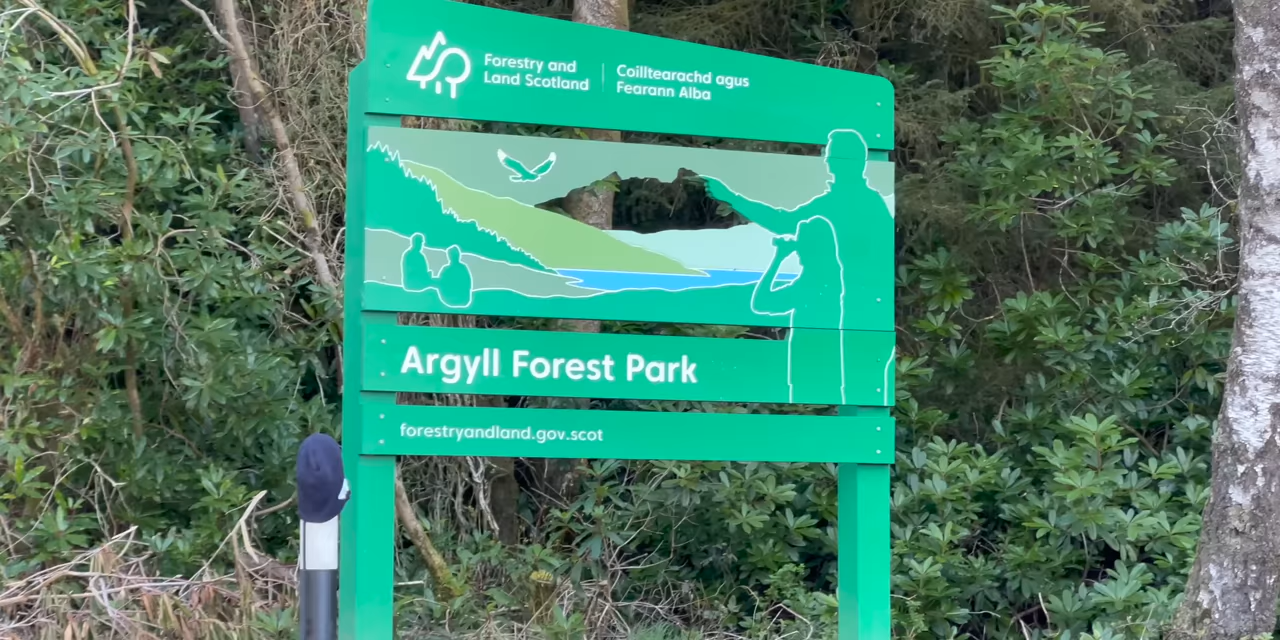 Forestry and
Land Scotland
Coilltearachd agus
Fearann Alba
Argyll Forest Park
forestryandland.gov.scot